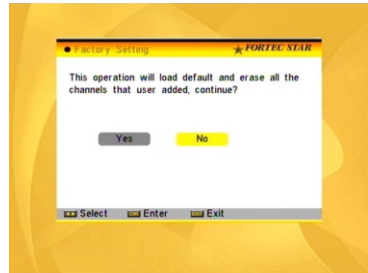 Factory Setting FORTEC STAR
This operation will load default and erase all the
channels that user added, continue?
Yes No
Select Enter Exit